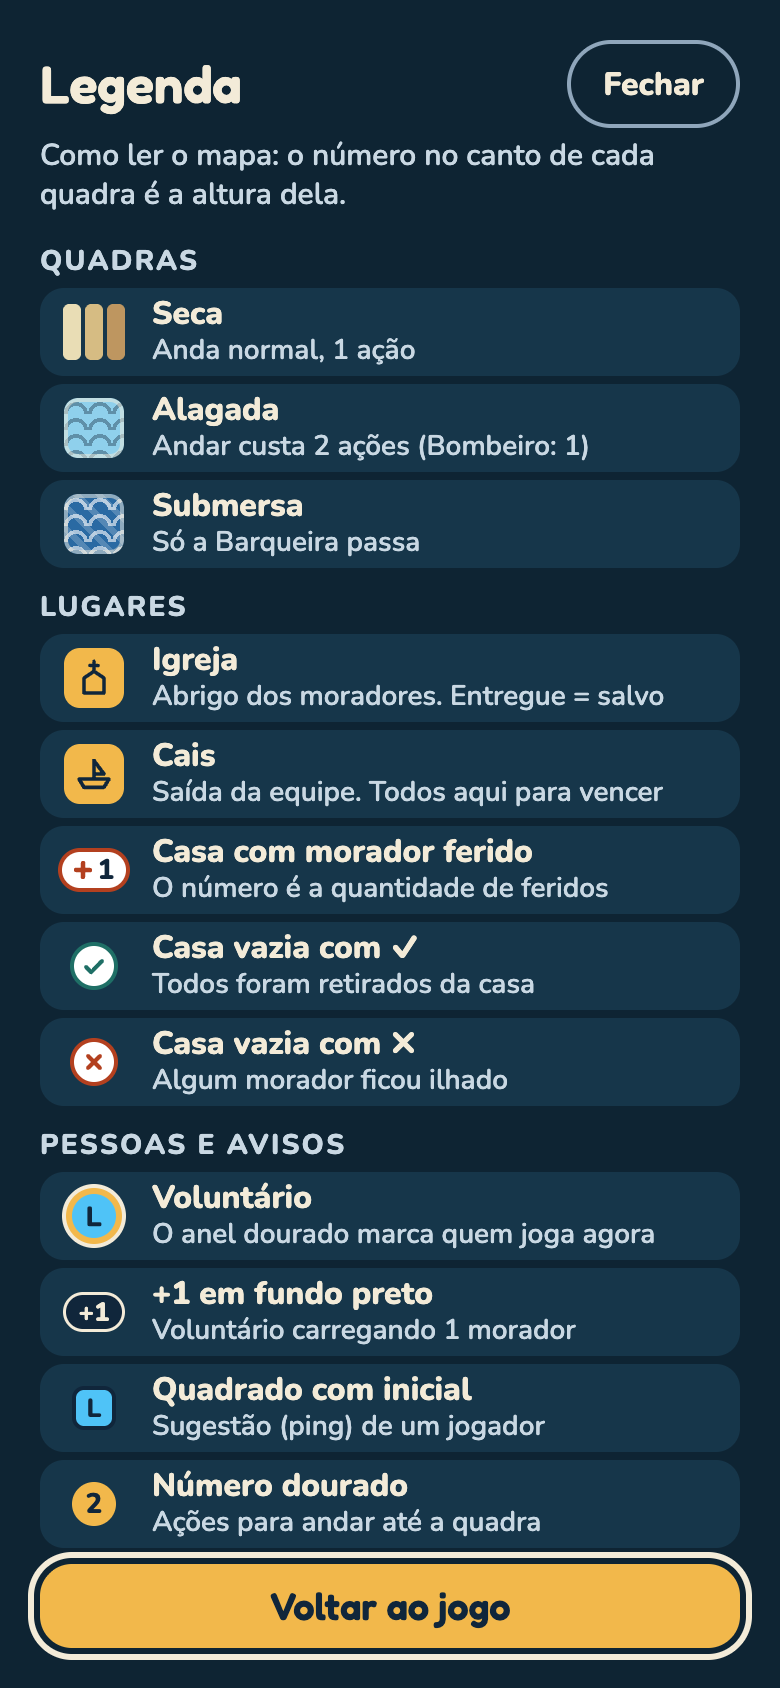 Legenda
Fechar
Como ler o mapa: o número no canto de cada
quadra é a altura dela.
QUADRAS
Seca
Anda normal, 1 ação
Alagada
Andar custa 2 ações (Bombeiro: 1)
Submersa
Só a Barqueira passa
LUGARES
Igreja
Abrigo dos moradores. Entregue = salvo
Cais
Saída da equipe. Todos aqui para vencer
+1
Casa com morador ferido
O número é a quantidade de feridos
Casa vazia com ✓
Todos foram retirados da casa
Casa vazia com ✕
Algum morador ficou ilhado
PESSOAS E AVISOS
L
Voluntário
O anel dourado marca quem joga agora
+1
+1 em fundo preto
Voluntário carregando 1 morador
L
Quadrado com inicial
Sugestão (ping) de um jogador
2
Número dourado
Ações para andar até a quadra
Voltar ao jogo